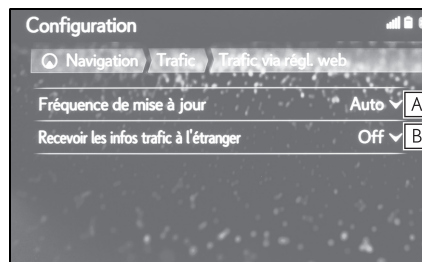 Configuration
Navigation Trafic Trafic via régl. web
Fréquence de mise à jour Auto A
Recevoir les infos trafic à l'étranger Off B